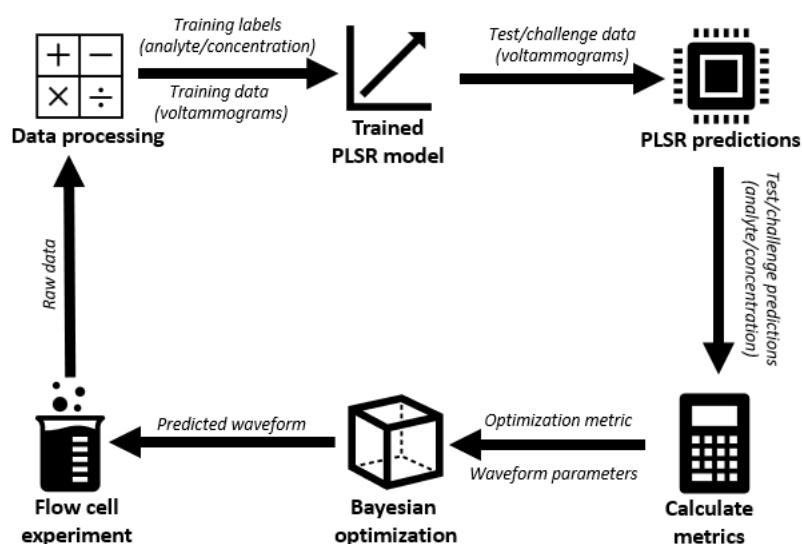 Training labels
(analyte/concentration)
Training data
(voltammograms)
Test/challenge data
(voltammograms)
+ −
× ÷
Data processing
Trained
PLSR model
PLSR predictions
Test/challenge predictions
(analyte/concentration)
Raw data
Predicted waveform
Optimization metric
Waveform parameters
Flow cell
experiment
Bayesian
optimization
Calculate
metrics